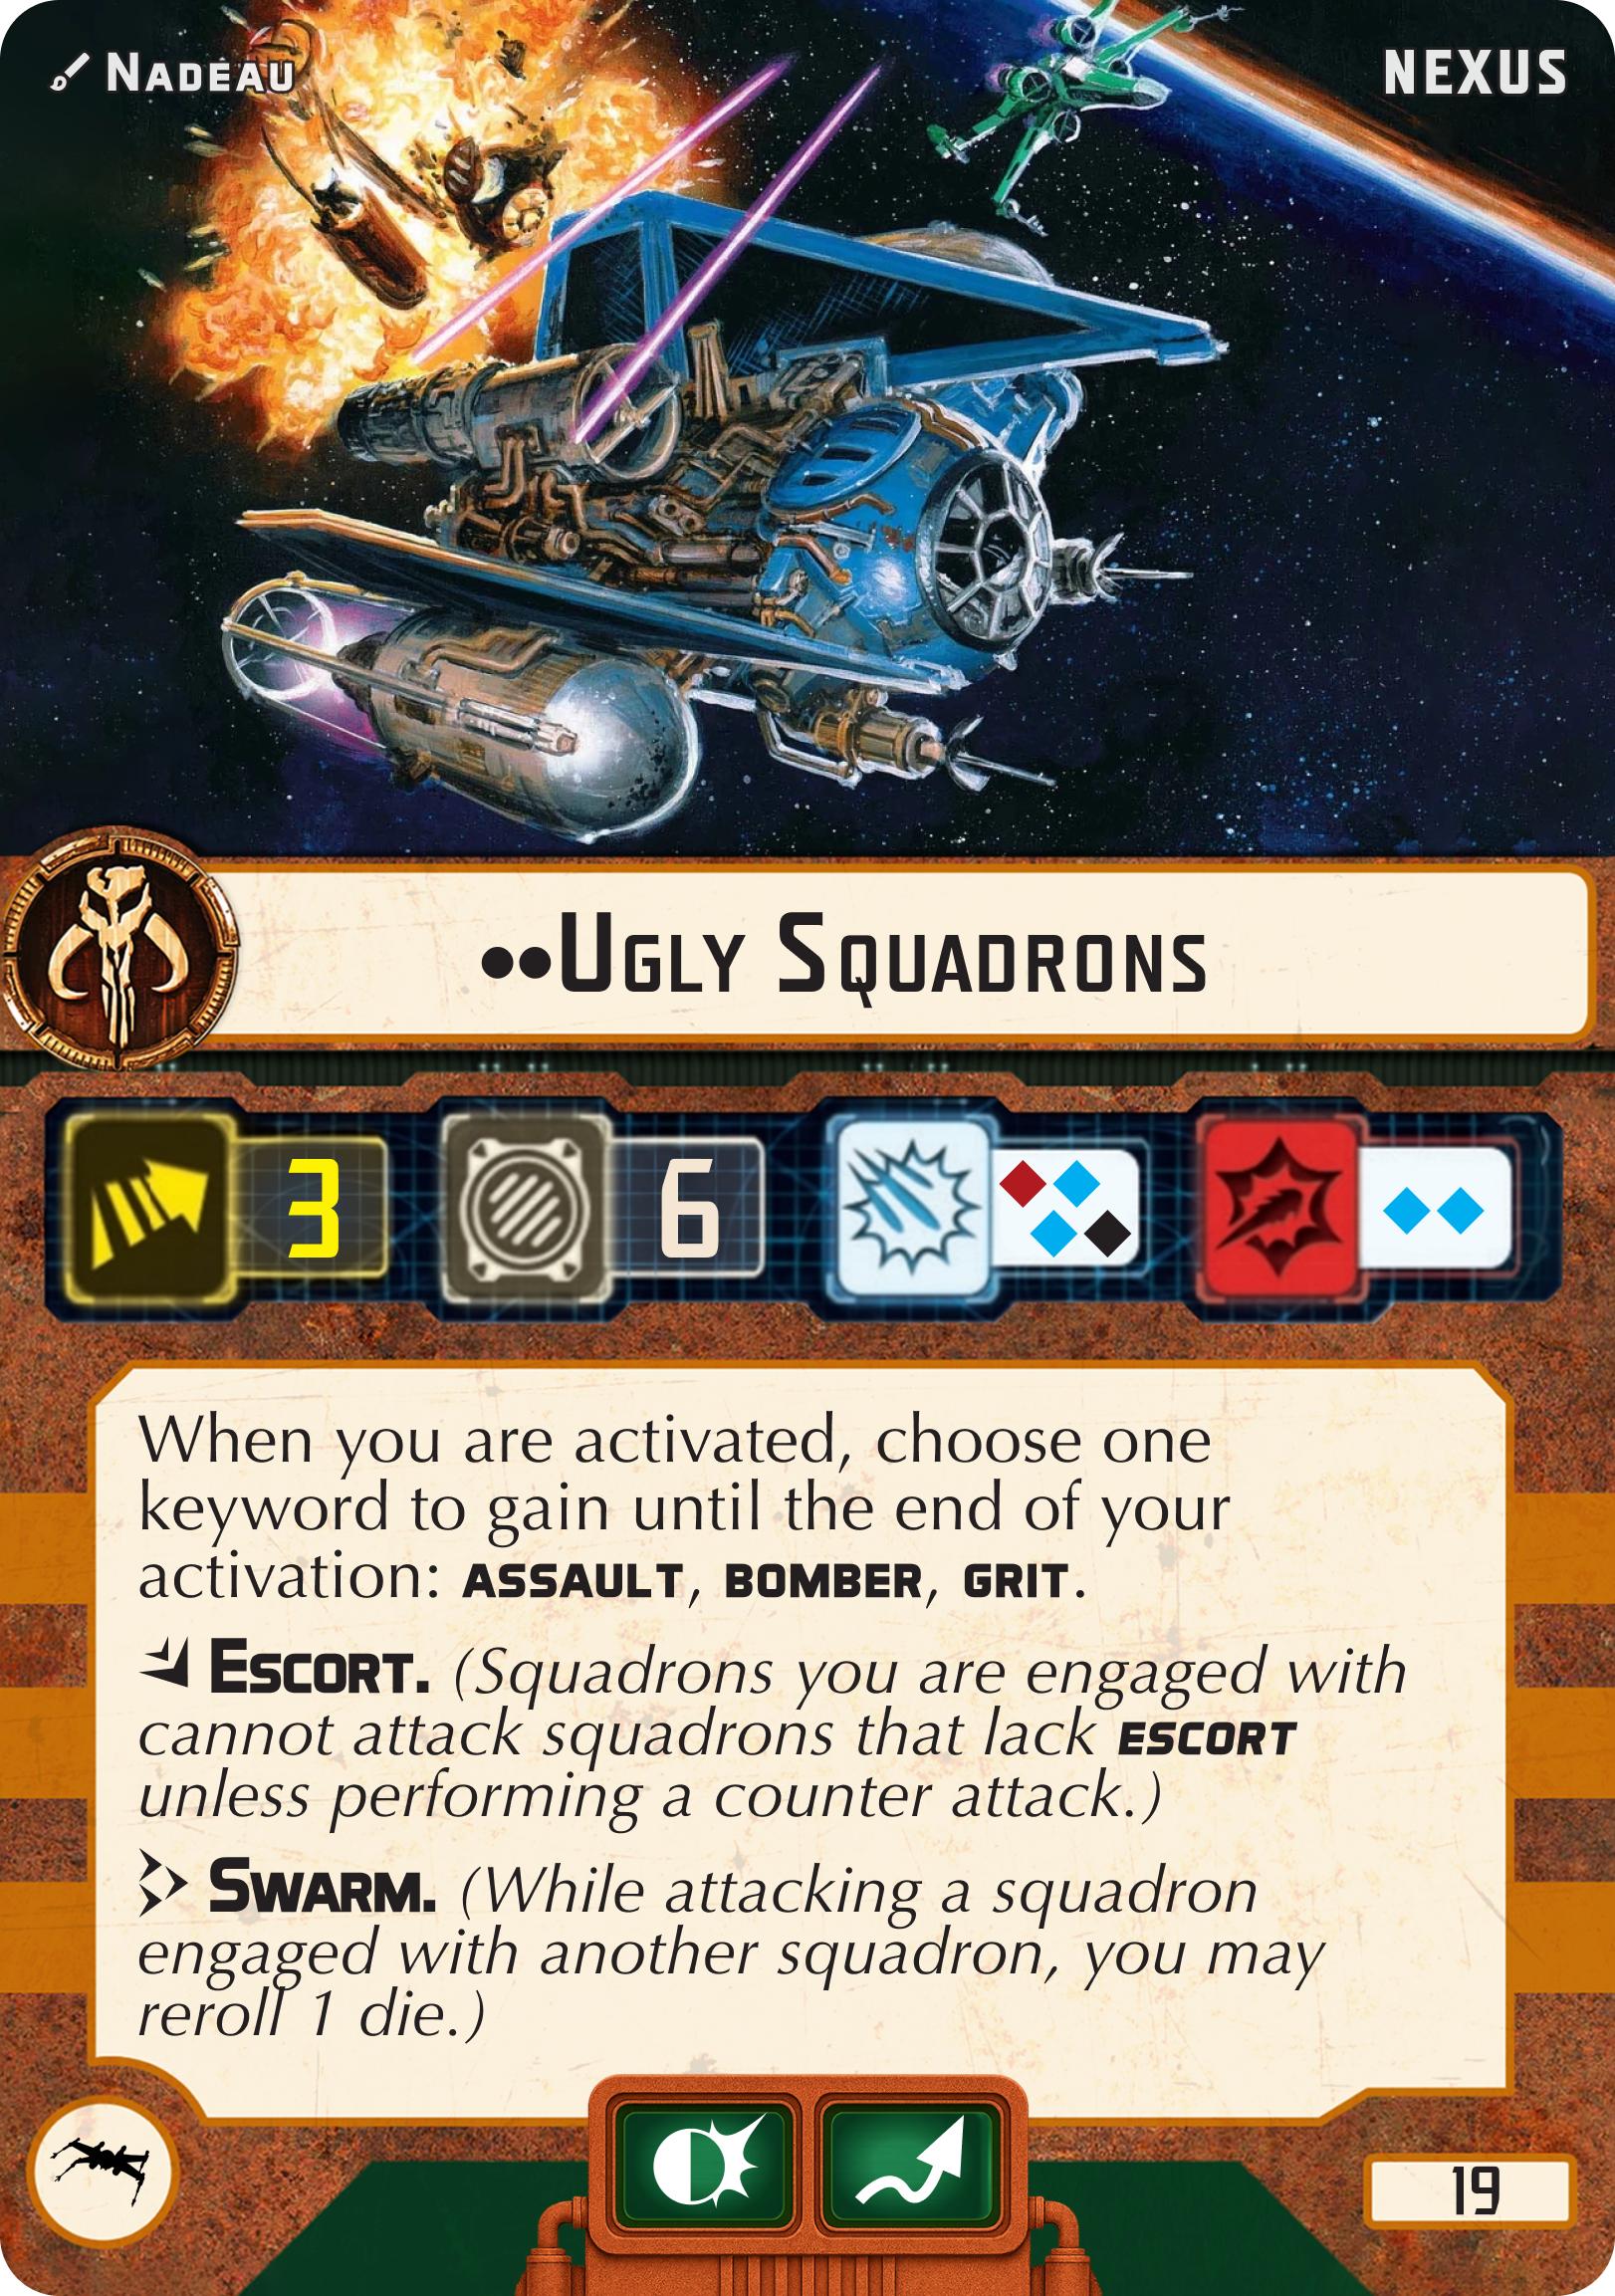 NADEAU
NEXUS
••UGLY SQUADRONS
3
6
When you are activated, choose one
keyword to gain until the end of your
activation: ASSAULT, BOMBER, GRIT.
ESCORT. (Squadrons you are engaged with
cannot attack squadrons that lack ESCORT
unless performing a counter attack.)
SWARM. (While attacking a squadron
engaged with another squadron, you may
reroll 1 die.)
19